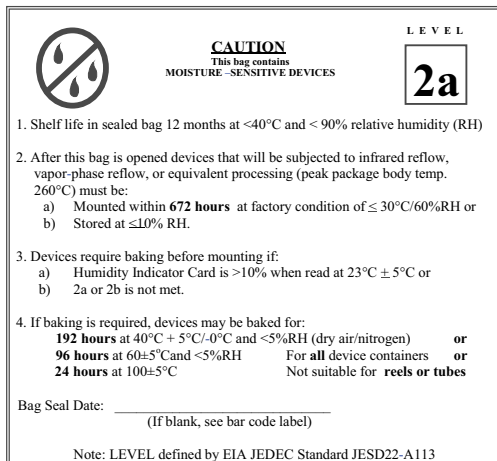 LEVEL
CAUTION
This bag contains
MOISTURE –SENSITIVE DEVICES
2a
1. Shelf life in sealed bag 12 months at <40°C and < 90% relative humidity (RH)
2. After this bag is opened devices that will be subjected to infrared reflow,
vapor-phase reflow, or equivalent processing (peak package body temp.
260°C) must be:
a) Mounted within 672 hours at factory condition of ≤ 30°C/60%RH or
b) Stored at ≤10% RH.
3. Devices require baking before mounting if:
a) Humidity Indicator Card is >10% when read at 23°C ± 5°C or
b) 2a or 2b is not met.
4. If baking is required, devices may be baked for:
192 hours at 40°C + 5°C/-0°C and <5%RH (dry air/nitrogen) or
96 hours at 60±5°Cand <5%RH For all device containers or
24 hours at 100±5°C Not suitable for reels or tubes
Bag Seal Date: ______________________________
(If blank, see bar code label)
Note: LEVEL defined by EIA JEDEC Standard JESD22-A113